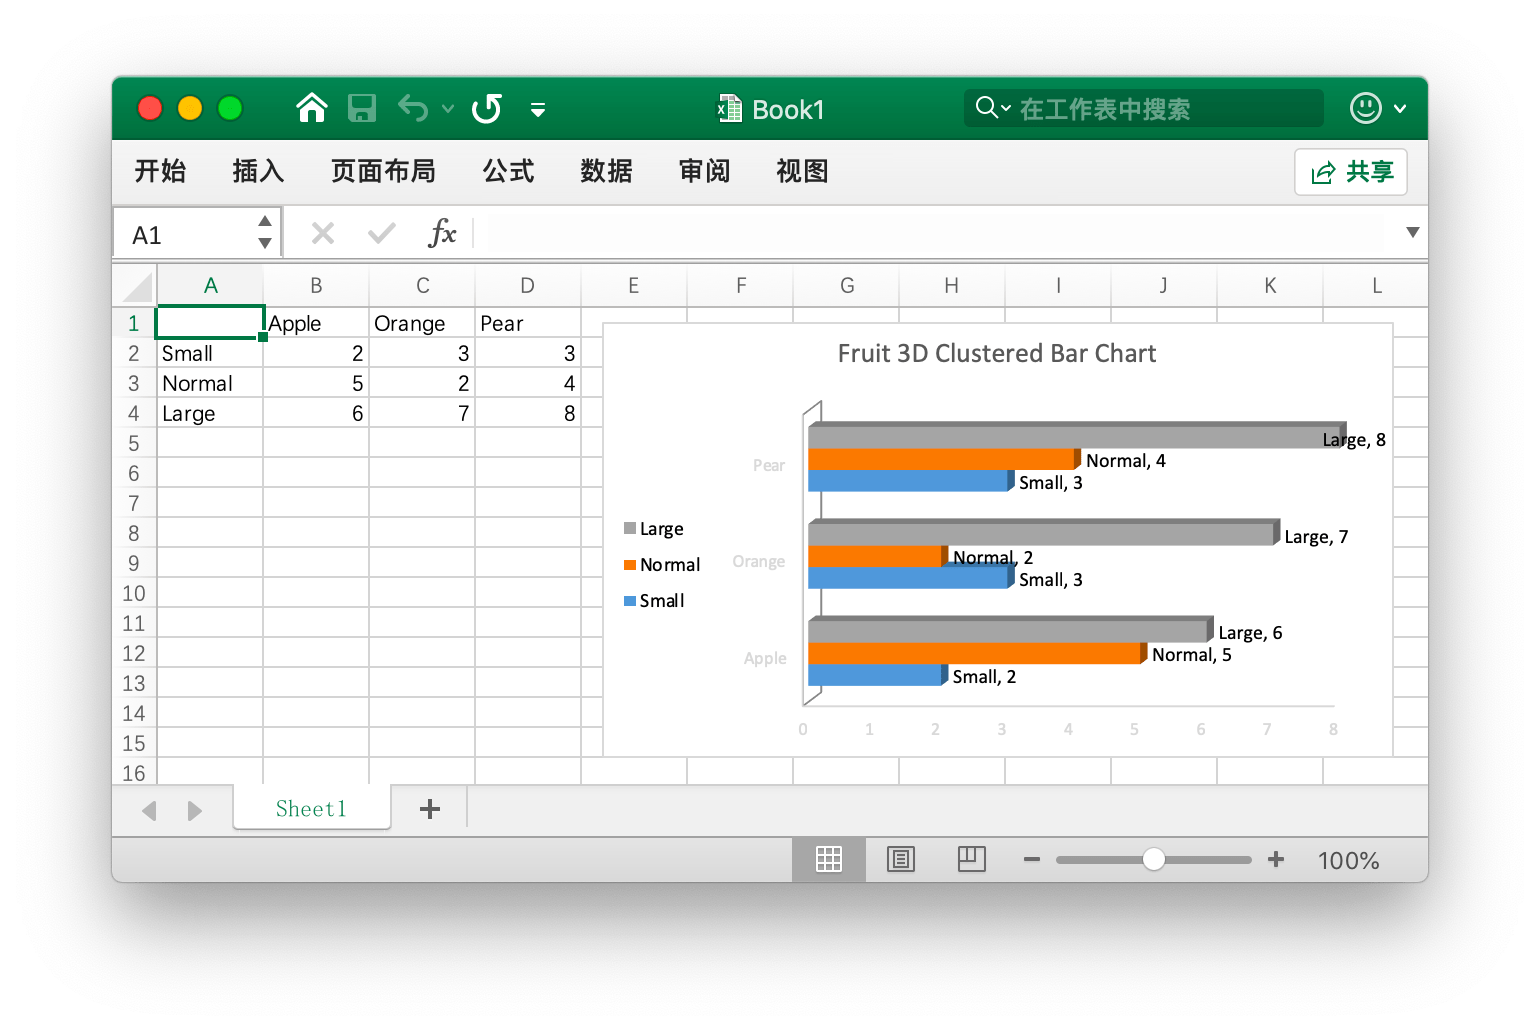 Book1
在工作表中搜索
开始 插入 页面布局 公式 数据 审阅 视图 共享
A1 fx
A B C D E F G H I J K L
1 Apple Orange Pear
2 Small 2 3 3
3 Normal 5 2 4
4 Large 6 7 8
5
6
7
8
9
10
11
12
13
14
15
16
Fruit 3D Clustered Bar Chart
Large
Normal
Small
Pear
Large, 8
Normal, 4
Small, 3
Orange
Large, 7
Normal, 2
Small, 3
Apple
Large, 6
Normal, 5
Small, 2
0 1 2 3 4 5 6 7 8
Sheet1
100%